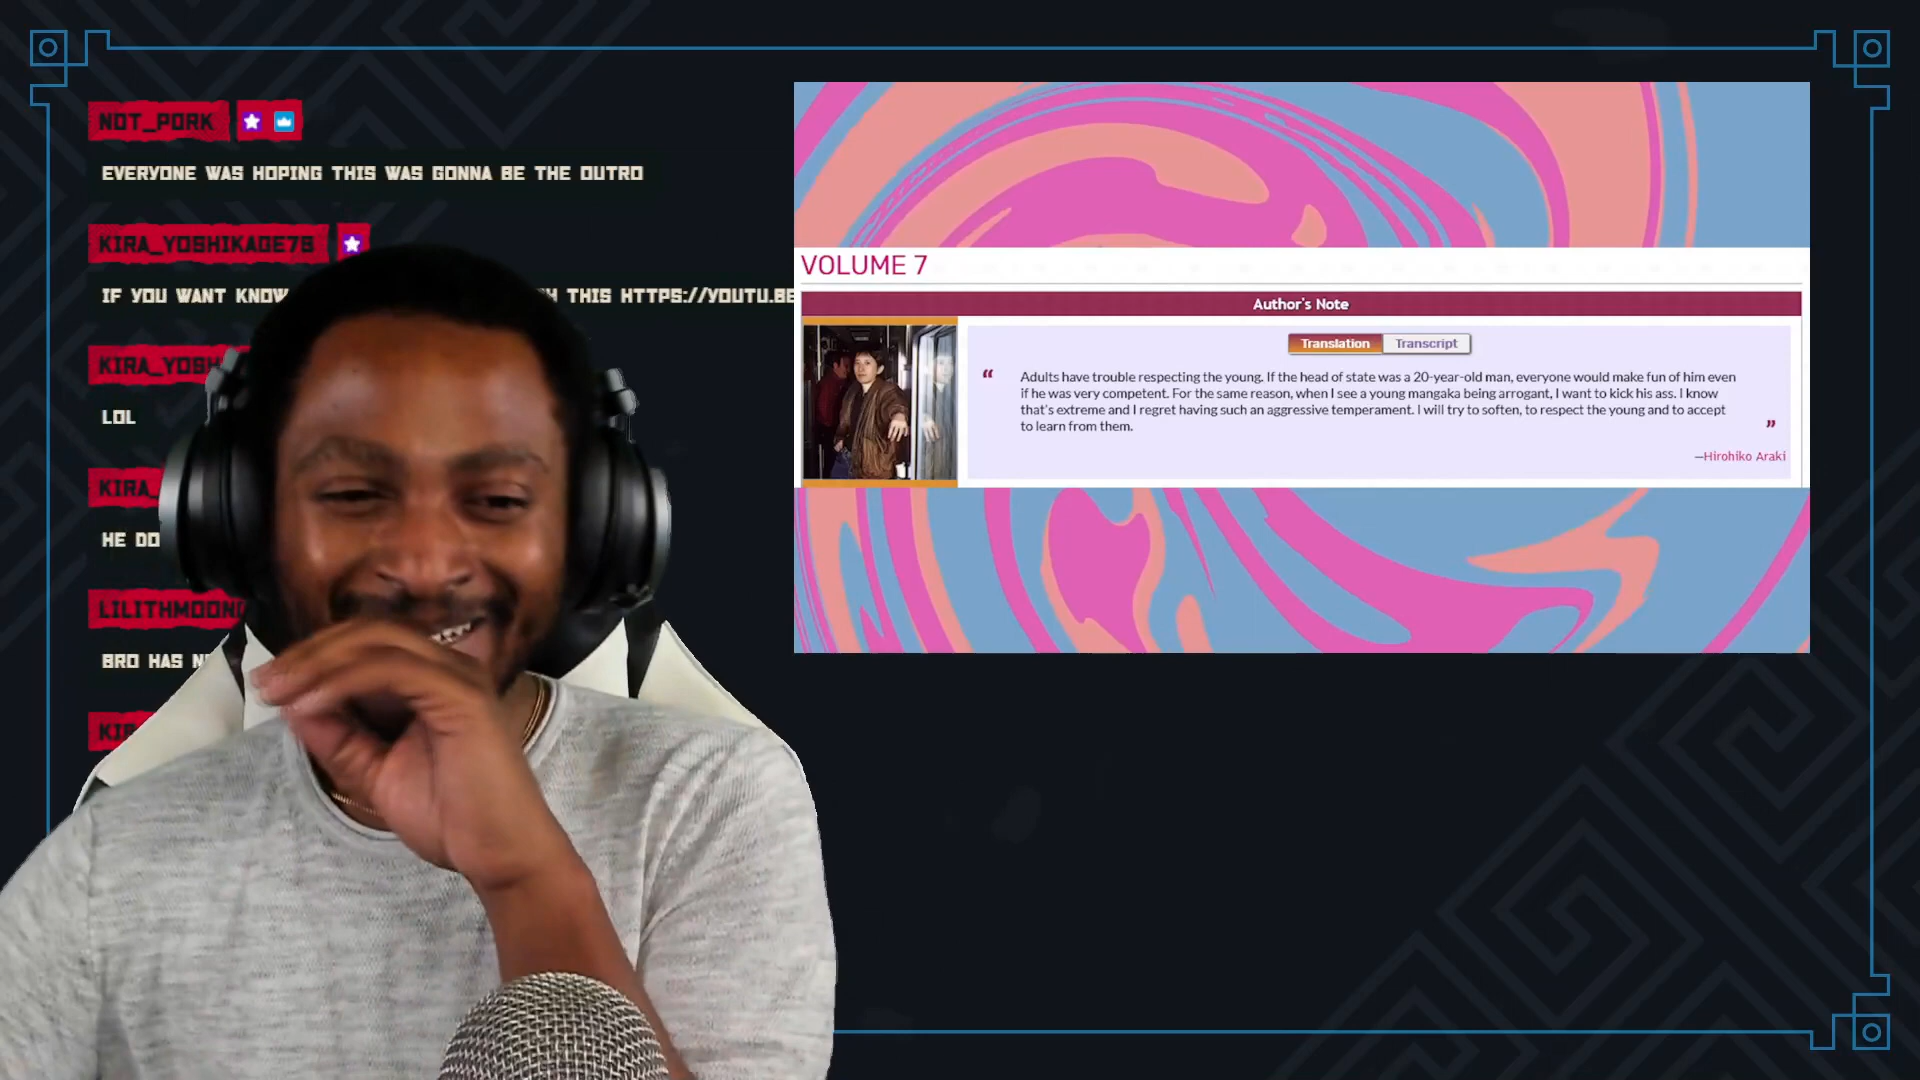 NOT_PORK
EVERYONE WAS HOPING THIS WAS GONNA BE THE OUTRO
KIRA_YOSHIKAGE78
IF YOU WANT KNOW
THIS HTTPS://YOUTU.BE
KIRA_YOSH
LOL
KIRA_
HE DO
LILITHMOON
BRO HAS
KIR
VOLUME 7
Author's Note
Translation Transcript
“ Adults have trouble respecting the young. If the head of state was a 20-year-old man, everyone would make fun of him even
if he was very competent. For the same reason, when I see a young mangaka being arrogant, I want to kick his ass. I know
that's extreme and I regret having such an aggressive temperament. I will try to soften, to respect the young and to accept
to learn from them. ”
—Hirohiko Araki